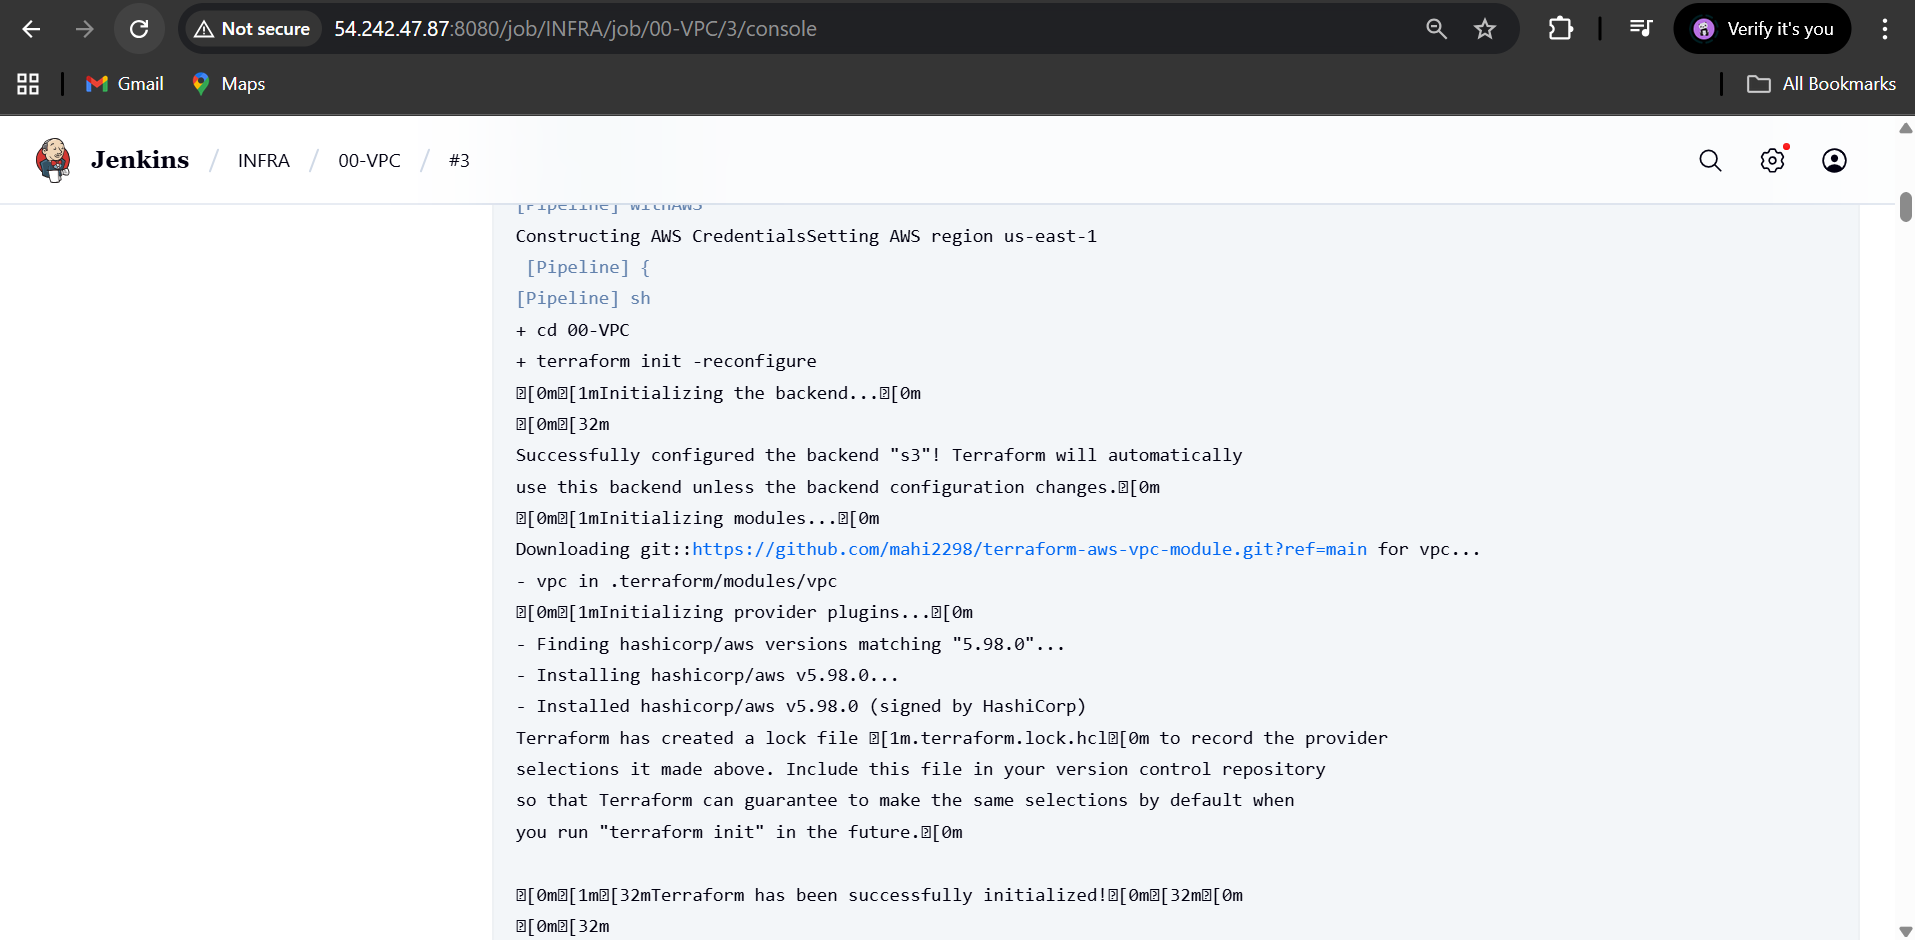 Not secure 54.242.47.87:8080/job/INFRA/job/00-VPC/3/console Verify it's you
Gmail Maps All Bookmarks
Jenkins / INFRA / 00-VPC / #3
[Pipeline] withAWS
Constructing AWS CredentialsSetting AWS region us-east-1
[Pipeline] {
[Pipeline] sh
+ cd 00-VPC
+ terraform init -reconfigure
␛[0m␛[1mInitializing the backend...␛[0m
␛[0m␛[32m
Successfully configured the backend "s3"! Terraform will automatically
use this backend unless the backend configuration changes.␛[0m
␛[0m␛[1mInitializing modules...␛[0m
Downloading git::https://github.com/mahi2298/terraform-aws-vpc-module.git?ref=main for vpc...
- vpc in .terraform/modules/vpc
␛[0m␛[1mInitializing provider plugins...␛[0m
- Finding hashicorp/aws versions matching "5.98.0"...
- Installing hashicorp/aws v5.98.0...
- Installed hashicorp/aws v5.98.0 (signed by HashiCorp)
Terraform has created a lock file ␛[1m.terraform.lock.hcl␛[0m to record the provider
selections it made above. Include this file in your version control repository
so that Terraform can guarantee to make the same selections by default when
you run "terraform init" in the future.␛[0m
␛[0m␛[1m␛[32mTerraform has been successfully initialized!␛[0m␛[32m␛[0m
␛[0m␛[32m